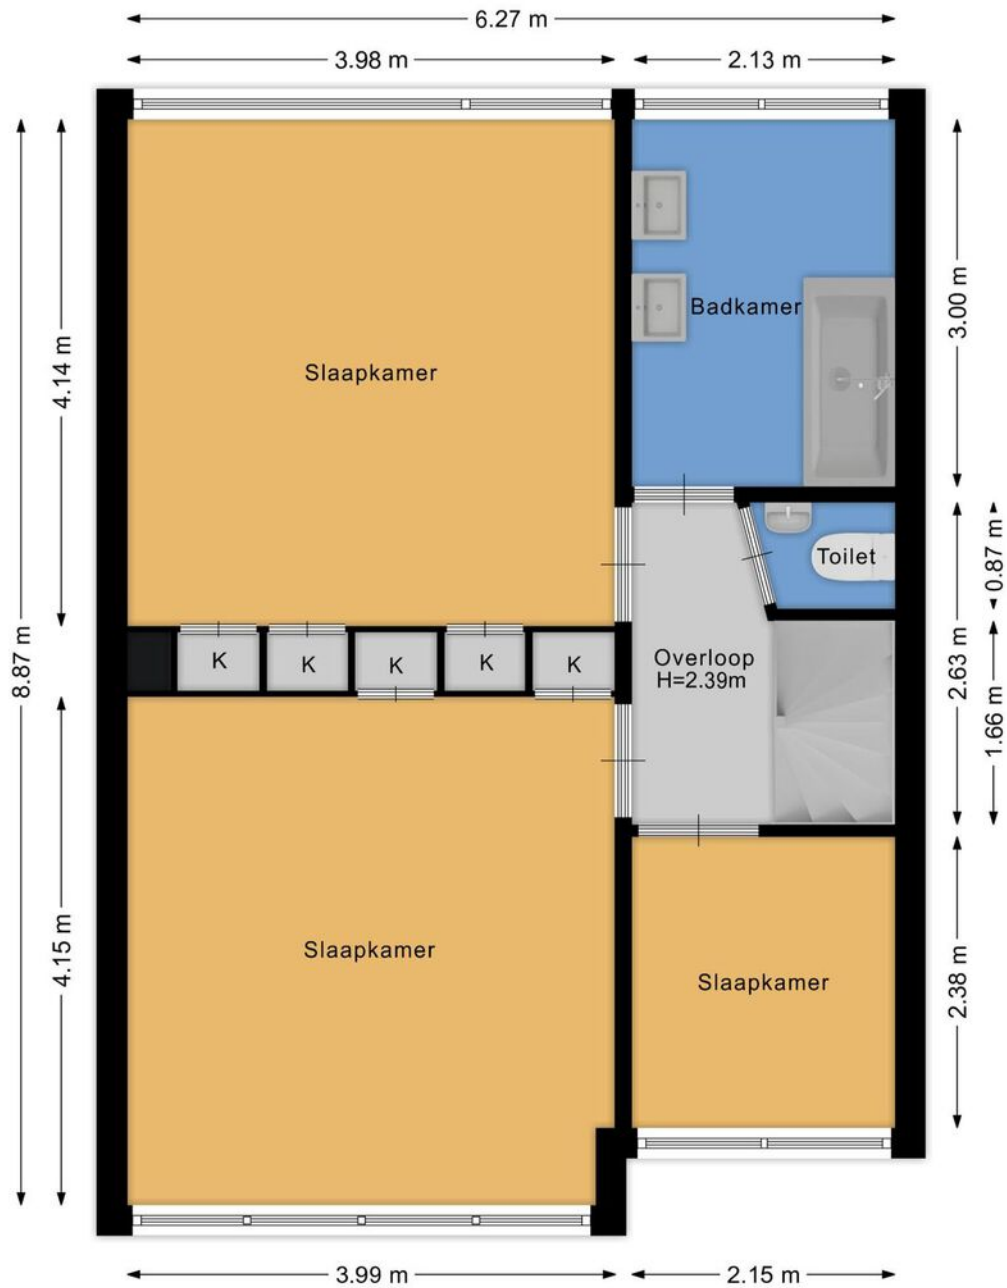 6.27 m
3.98 m
2.13 m
Badkamer
3.00 m
4.14 m
Slaapkamer
Toilet
0.87 m
8.87 m
K
K
K
K
K
Overloop
H=2.39m
2.63 m
1.66 m
4.15 m
Slaapkamer
Slaapkamer
2.38 m
3.99 m
2.15 m